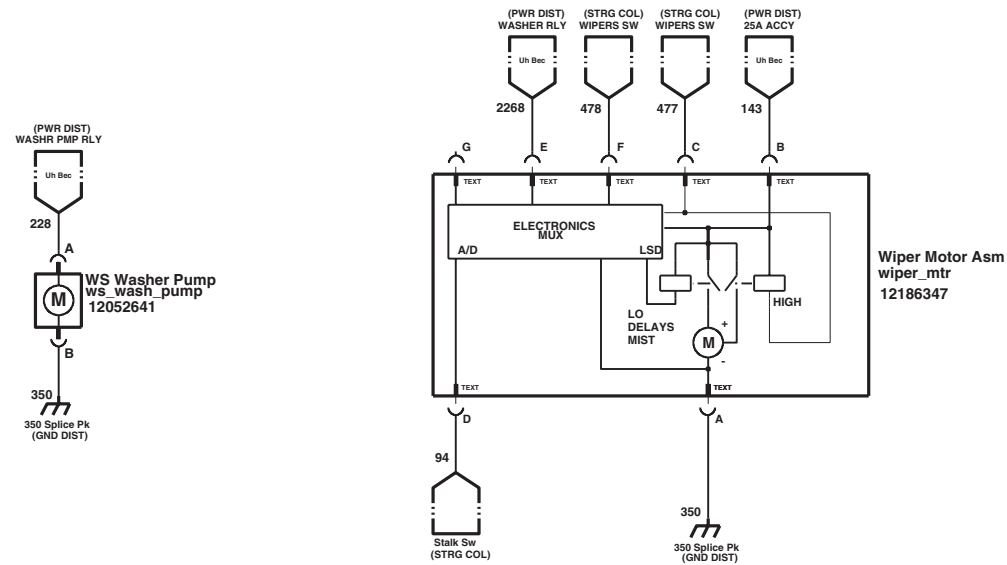 (PWR DIST)
WASHER RLY
(STRG COL)
WIPERS SW
(STRG COL)
WIPERS SW
(PWR DIST)
25A ACCY
Uh Bec
Uh Bec
2268
478
477
143
(PWR DIST)
WASHR PMP RLY
Uh Bec
228
A
M
WS Washer Pump
ws_wash_pump
12052641
B
350
350 Splice Pk
(GND DIST)
G
E
F
C
B
TEXT
TEXT
TEXT
TEXT
TEXT
ELECTRONICS
MUX
A/D
LSD
HIGH
LO
DELAYS
MIST
+
M
-
Wiper Motor Asm
wiper_mtr
12186347
TEXT
TEXT
D
A
94
Stalk Sw
(STRG COL)
350
350 Splice Pk
(GND DIST)